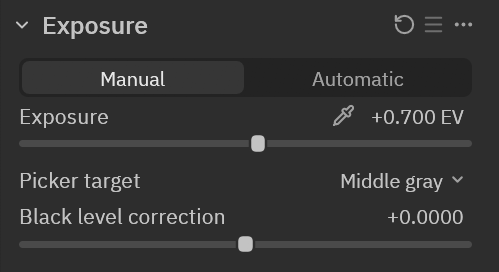 Exposure
Manual Automatic
Exposure +0.700 EV
Picker target Middle gray
Black level correction +0.0000